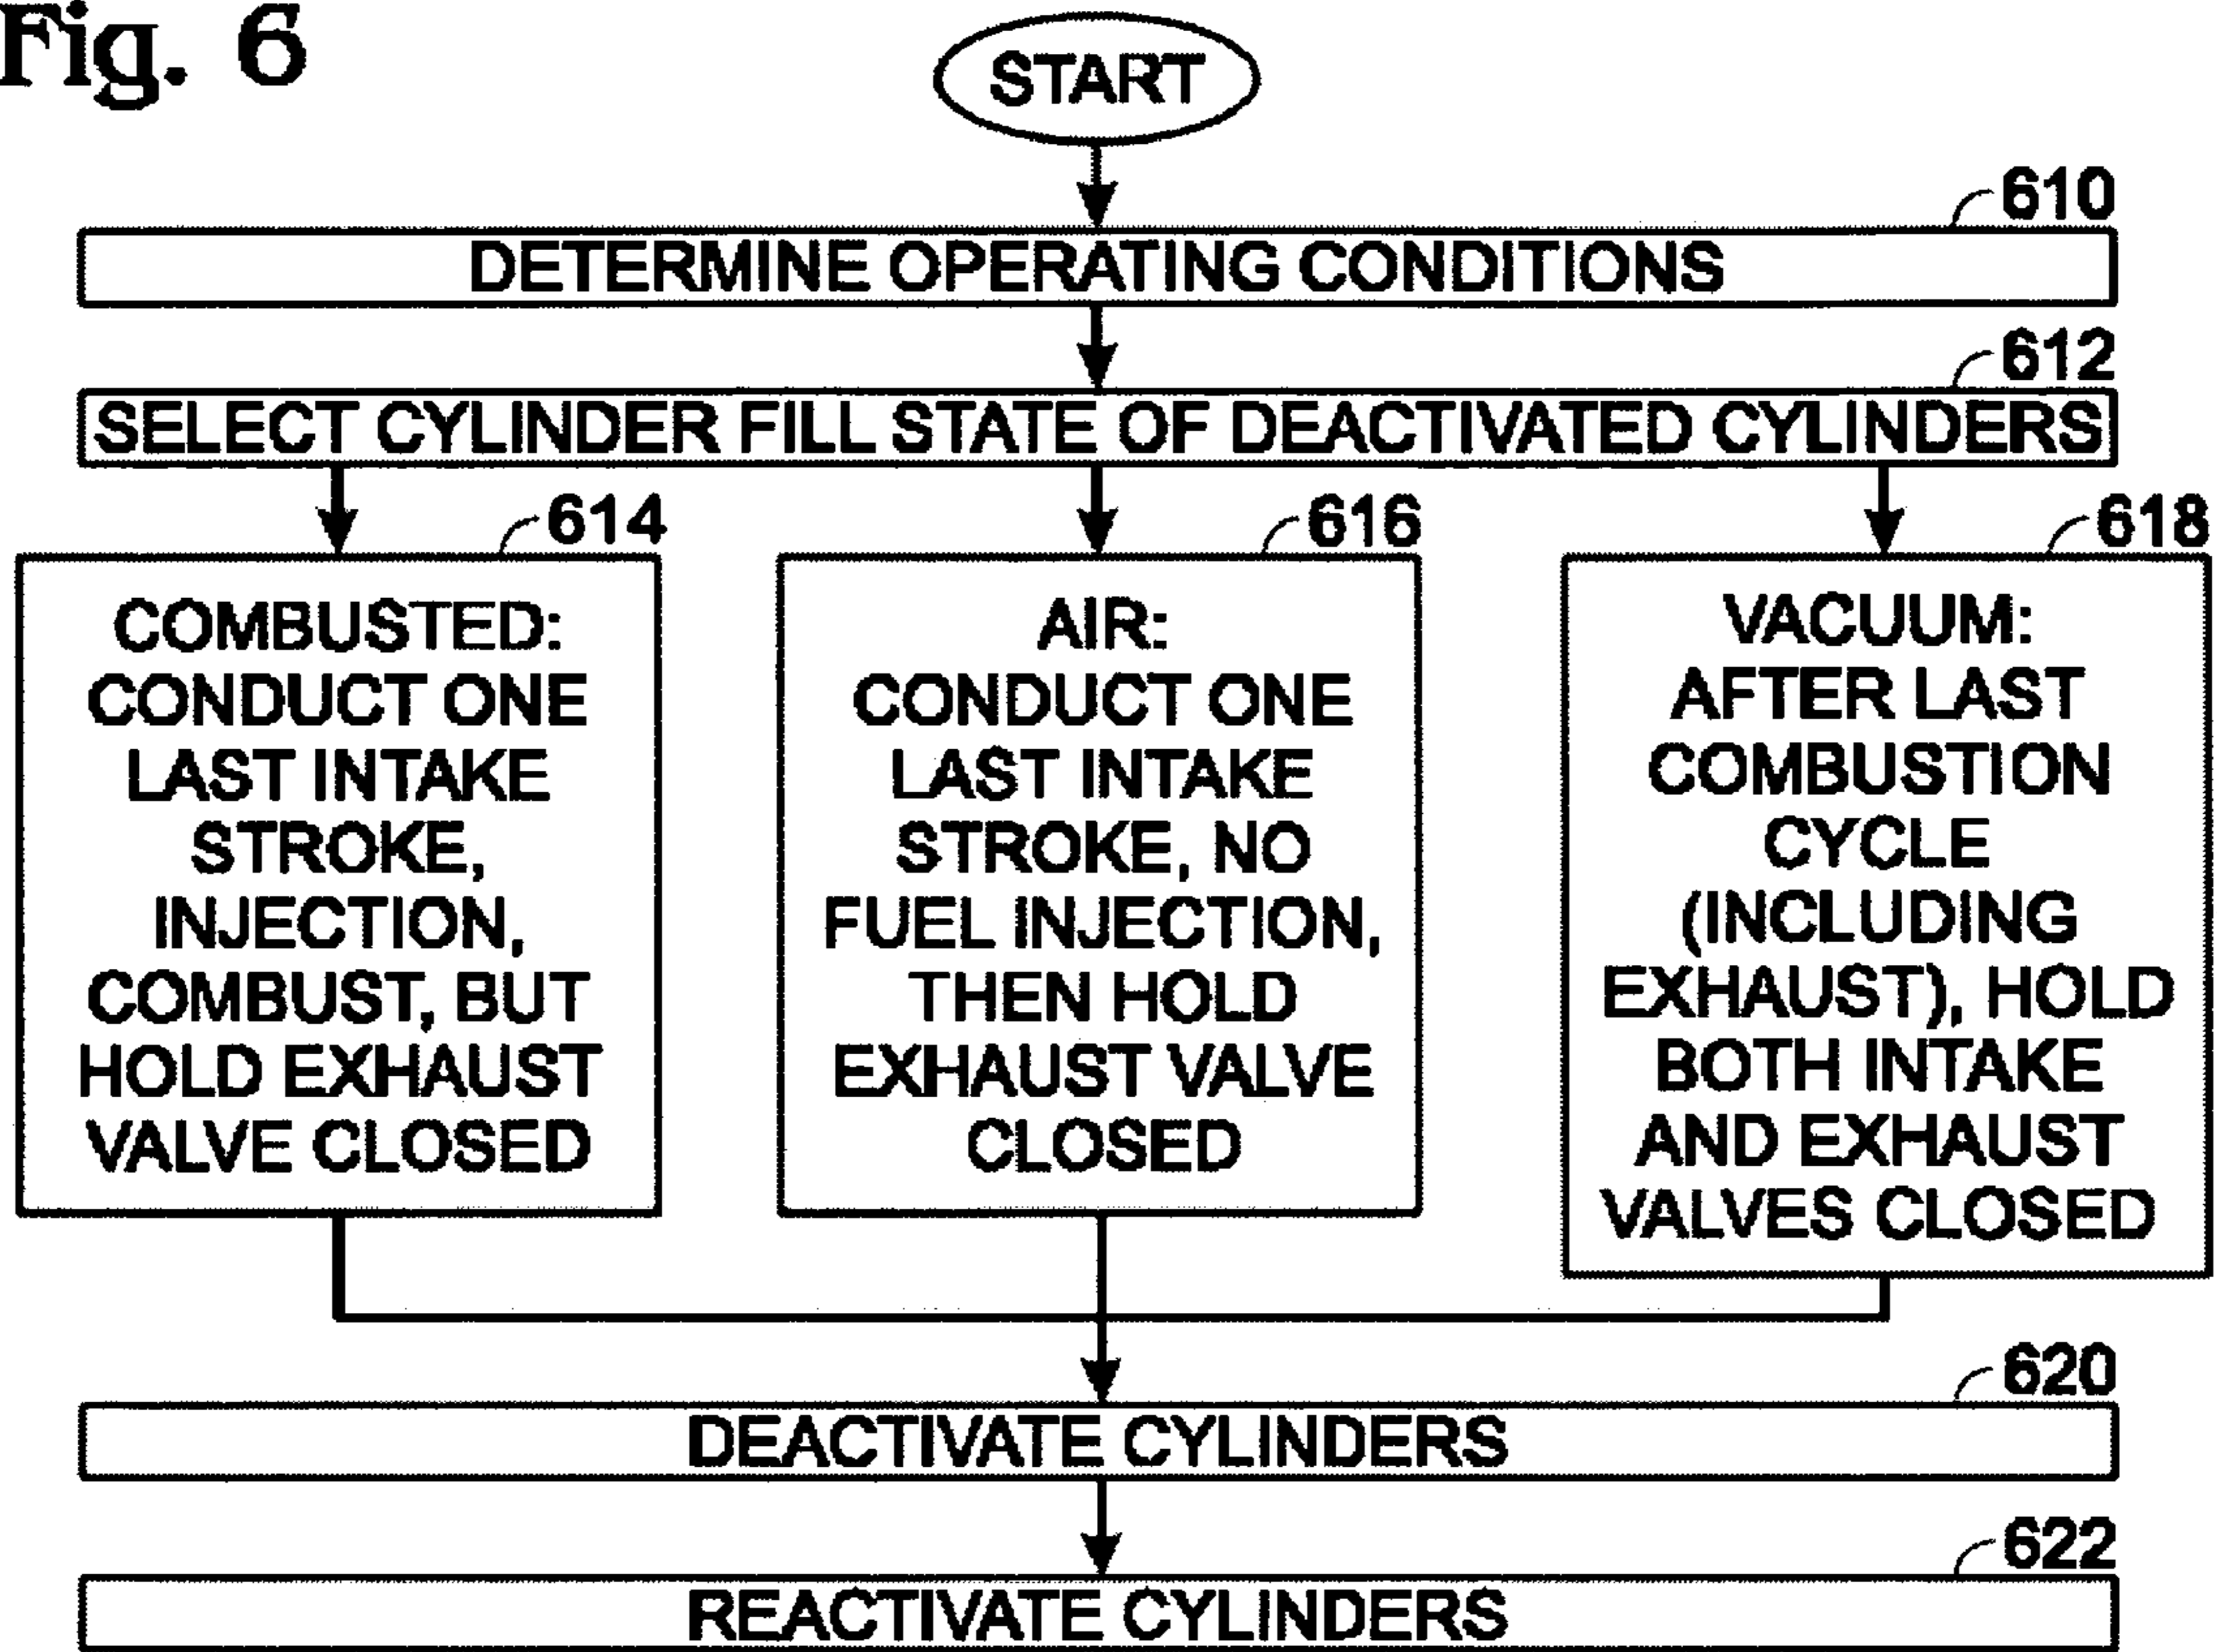 Fig. 6
START
610
DETERMINE OPERATING CONDITIONS
612
SELECT CYLINDER FILL STATE OF DEACTIVATED CYLINDERS
614
COMBUSTED:
CONDUCT ONE
LAST INTAKE
STROKE,
INJECTION,
COMBUST, BUT
HOLD EXHAUST
VALVE CLOSED
616
AIR:
CONDUCT ONE
LAST INTAKE
STROKE, NO
FUEL INJECTION,
THEN HOLD
EXHAUST VALVE
CLOSED
618
VACUUM:
AFTER LAST
COMBUSTION
CYCLE
(INCLUDING
EXHAUST), HOLD
BOTH INTAKE
AND EXHAUST
VALVES CLOSED
620
DEACTIVATE CYLINDERS
622
REACTIVATE CYLINDERS